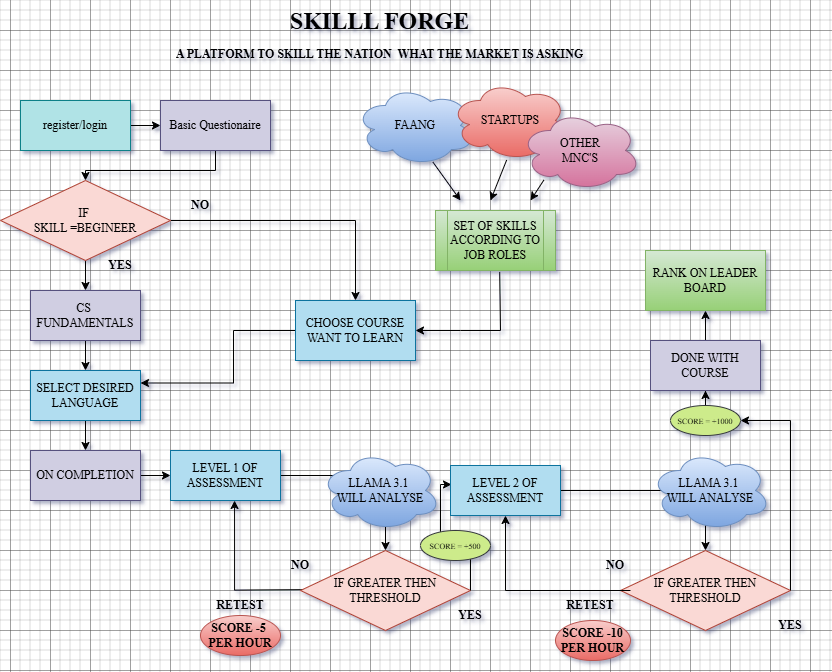 SKILLL FORGE
A PLATFORM TO SKILL THE NATION WHAT THE MARKET IS ASKING
register/login
Basic Questionaire
FAANG
STARTUPS
OTHER
MNC'S
IF
SKILL =BEGINEER
NO
YES
SET OF SKILLS
ACCORDING TO
JOB ROLES
RANK ON LEADER
BOARD
CS
FUNDAMENTALS
CHOOSE COURSE
WANT TO LEARN
DONE WITH
COURSE
SELECT DESIRED
LANGUAGE
SCORE = +1000
ON COMPLETION
LEVEL 1 OF
ASSESSMENT
LLAMA 3.1
WILL ANALYSE
LEVEL 2 OF
ASSESSMENT
LLAMA 3.1
WILL ANALYSE
SCORE = +500
NO
IF GREATER THEN
THRESHOLD
YES
NO
IF GREATER THEN
THRESHOLD
YES
RETEST
SCORE -5
PER HOUR
RETEST
SCORE -10
PER HOUR